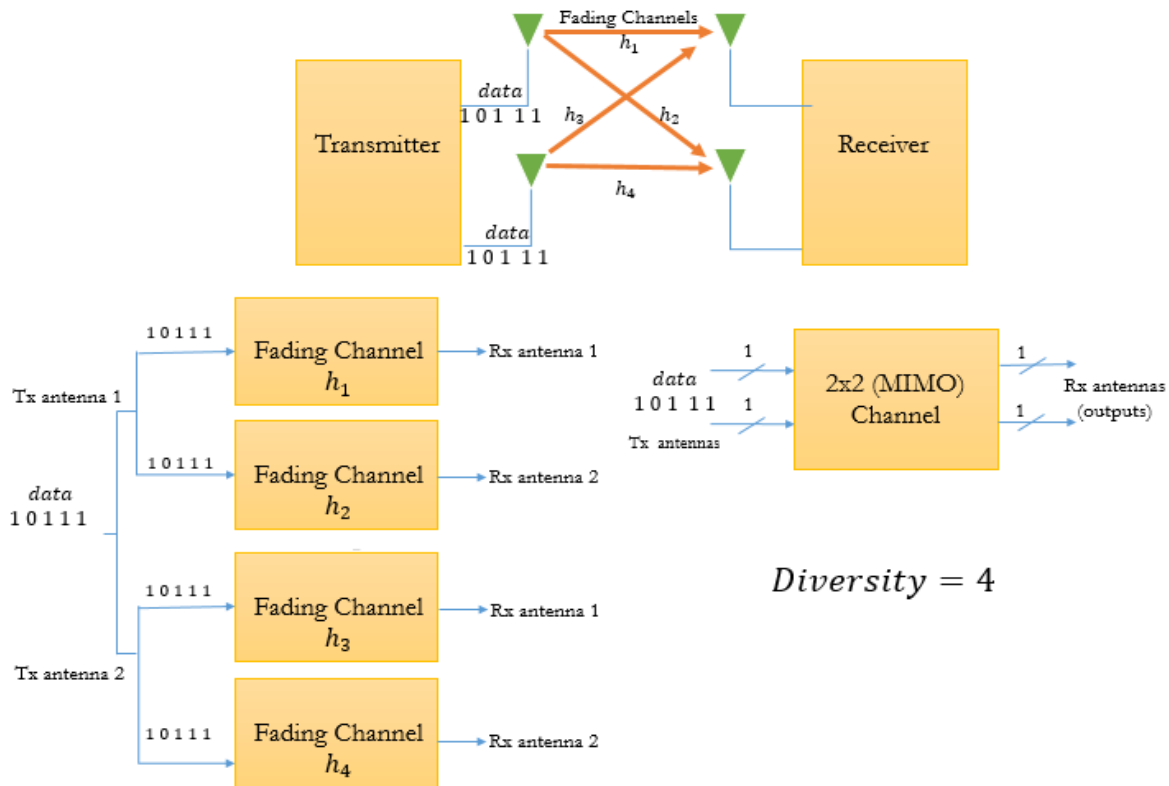 Fading Channels
h₁
data
1 0 1 1 1
Transmitter
h₃
h₂
Receiver
h₄
data
1 0 1 1 1
1 0 1 1 1
Fading Channel
h₁
Rx antenna 1
Tx antenna 1
1 0 1 1 1
Fading Channel
h₂
Rx antenna 2
data
1 0 1 1 1
1 0 1 1 1
Fading Channel
h₃
Rx antenna 1
Tx antenna 2
1 0 1 1 1
Fading Channel
h₄
Rx antenna 2
1
data
1 0 1 1 1
1
Tx antennas
2x2 (MIMO)
Channel
1
1
Rx antennas
(outputs)
Diversity = 4